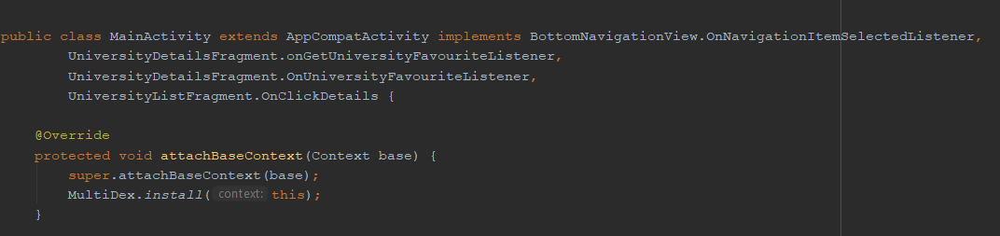 public class MainActivity extends AppCompatActivity implements BottomNavigationView.OnNavigationItemSelectedListener,
UniversityDetailsFragment.onGetUniversityFavouriteListener,
UniversityDetailsFragment.OnUniversityFavouriteListener,
UniversityListFragment.OnClickDetails {
@Override
protected void attachBaseContext(Context base) {
super.attachBaseContext(base);
MultiDex.install( context: this);
}